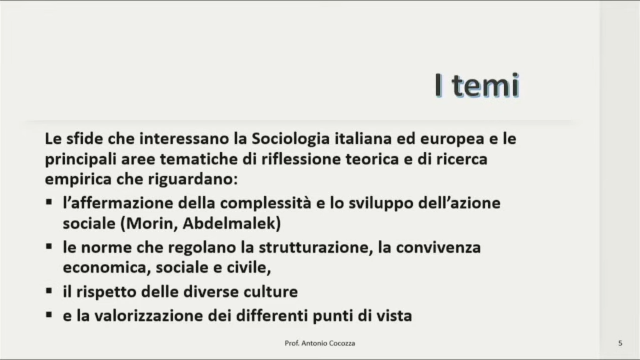 I temi
Le sfide che interessano la Sociologia italiana ed europea e le
principali aree tematiche di riflessione teorica e di ricerca
empirica che riguardano:
▪ l’affermazione della complessità e lo sviluppo dell’azione
sociale (Morin, Abdelmalek)
▪ le norme che regolano la strutturazione, la convivenza
economica, sociale e civile,
▪ il rispetto delle diverse culture
▪ e la valorizzazione dei differenti punti di vista
Prof. Antonio Cocozza
5